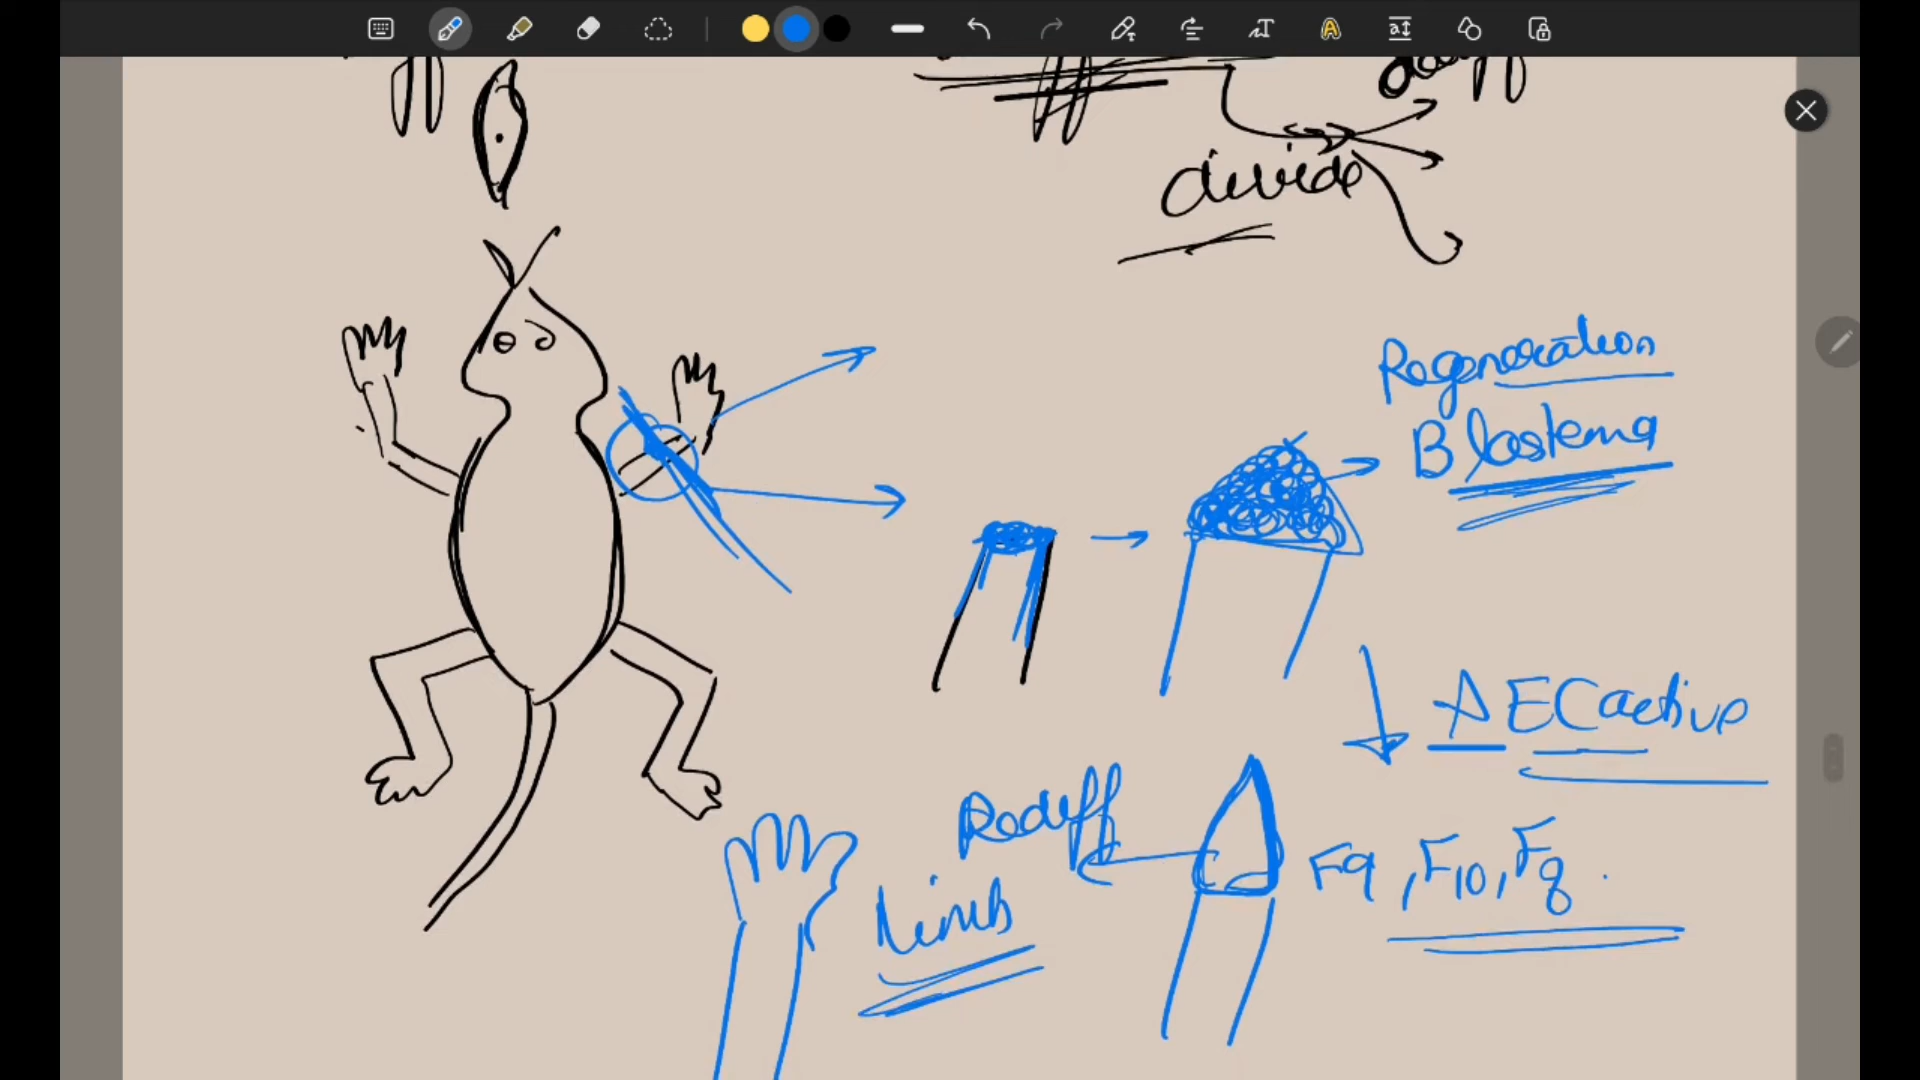 divide
Regeneration
Blastema
AEC active
Rediff
F9, F10, F8.
Limb